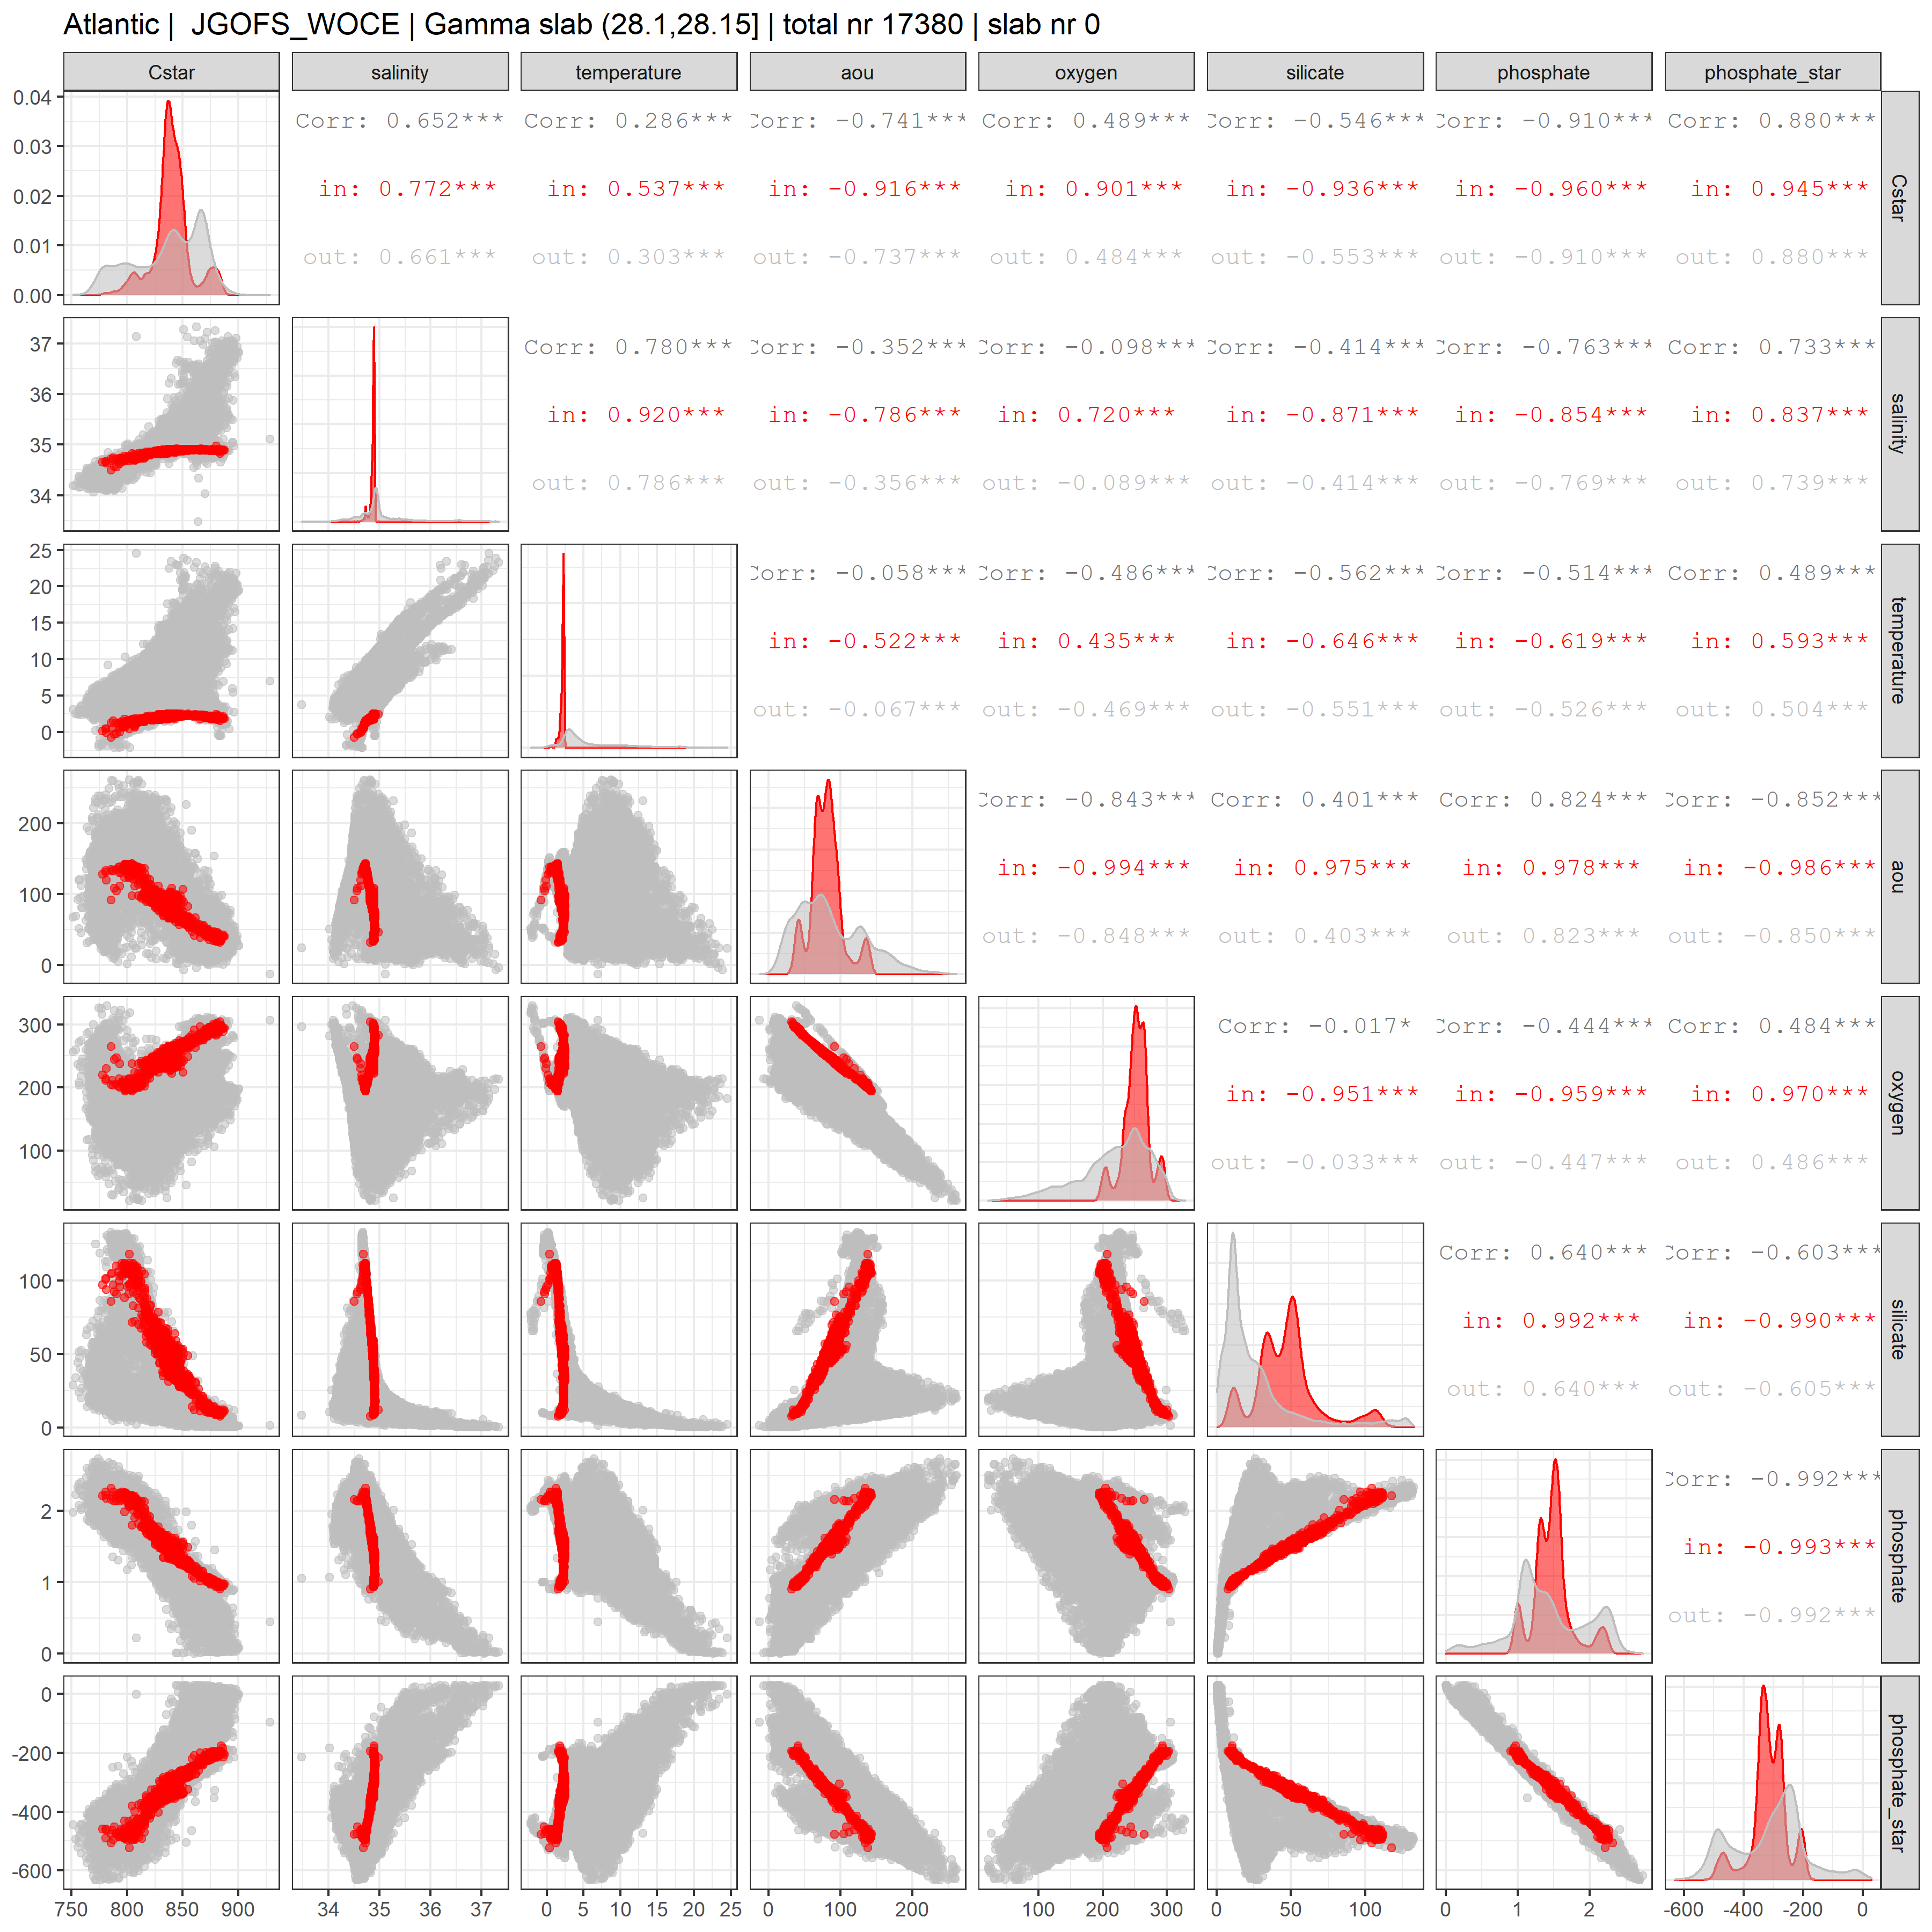 Atlantic |  JGOFS_WOCE | Gamma slab (28.1,28.15] | total nr 17380 | slab nr 0
Cstar salinity temperature aou oxygen silicate phosphate phosphate_star
0.04
0.03
0.02
0.01
0.00
Corr: 0.652*** Corr: 0.286*** Corr: -0.741*** Corr: 0.489*** Corr: -0.546*** Corr: -0.910*** Corr: 0.880***
in: 0.772*** in: 0.537*** in: -0.916*** in: 0.901*** in: -0.936*** in: -0.960*** in: 0.945***
out: 0.661*** out: 0.303*** out: -0.737*** out: 0.484*** out: -0.553*** out: -0.910*** out: 0.880***
Cstar
37
36
35
34
Corr: 0.780*** Corr: -0.352*** Corr: -0.098*** Corr: -0.414*** Corr: -0.763*** Corr: 0.733***
in: 0.920*** in: -0.786*** in: 0.720*** in: -0.871*** in: -0.854*** in: 0.837***
out: 0.786*** out: -0.356*** out: -0.089*** out: -0.414*** out: -0.769*** out: 0.739***
salinity
25
20
15
10
5
0
Corr: -0.058*** Corr: -0.486*** Corr: -0.562*** Corr: -0.514*** Corr: 0.489***
in: -0.522*** in: 0.435*** in: -0.646*** in: -0.619*** in: 0.593***
out: -0.067*** out: -0.469*** out: -0.551*** out: -0.526*** out: 0.504***
temperature
200
100
0
Corr: -0.843*** Corr: 0.401*** Corr: 0.824*** Corr: -0.852***
in: -0.994*** in: 0.975*** in: 0.978*** in: -0.986***
out: -0.848*** out: 0.403*** out: 0.823*** out: -0.850***
aou
300
200
100
Corr: -0.017* Corr: -0.444*** Corr: 0.484***
in: -0.951*** in: -0.959*** in: 0.970***
out: -0.033*** out: -0.447*** out: 0.486***
oxygen
100
50
0
Corr: 0.640*** Corr: -0.603***
in: 0.992*** in: -0.990***
out: 0.640*** out: -0.605***
silicate
2
1
0
Corr: -0.992***
in: -0.993***
out: -0.992***
phosphate
0
-200
-400
-600
phosphate_star
750 800 850 900 34 35 36 37 0 5 10 15 20 25 0 100 200 100 200 300 0 50 100 0 1 2 -600 -400 -200 0